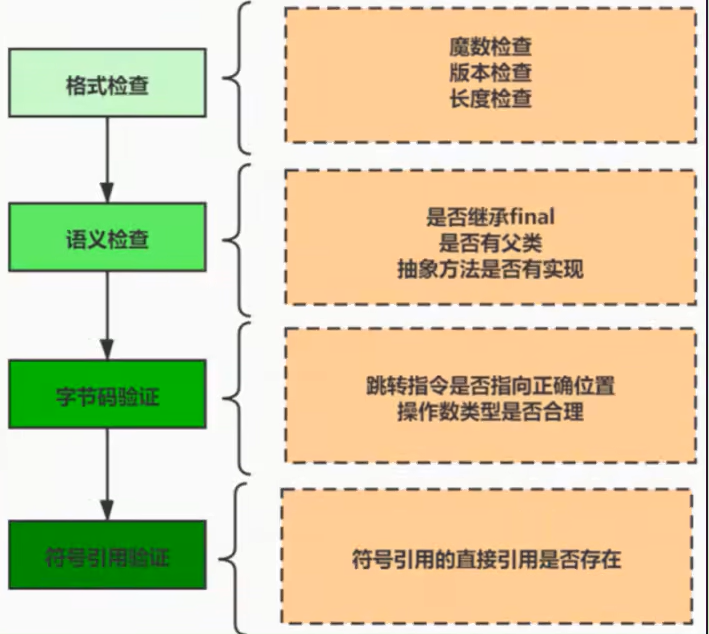 格式检查
魔数检查
版本检查
长度检查
语义检查
是否继承final
是否有父类
抽象方法是否有实现
字节码验证
跳转指令是否指向正确位置
操作数类型是否合理
符号引用验证
符号引用的直接引用是否存在